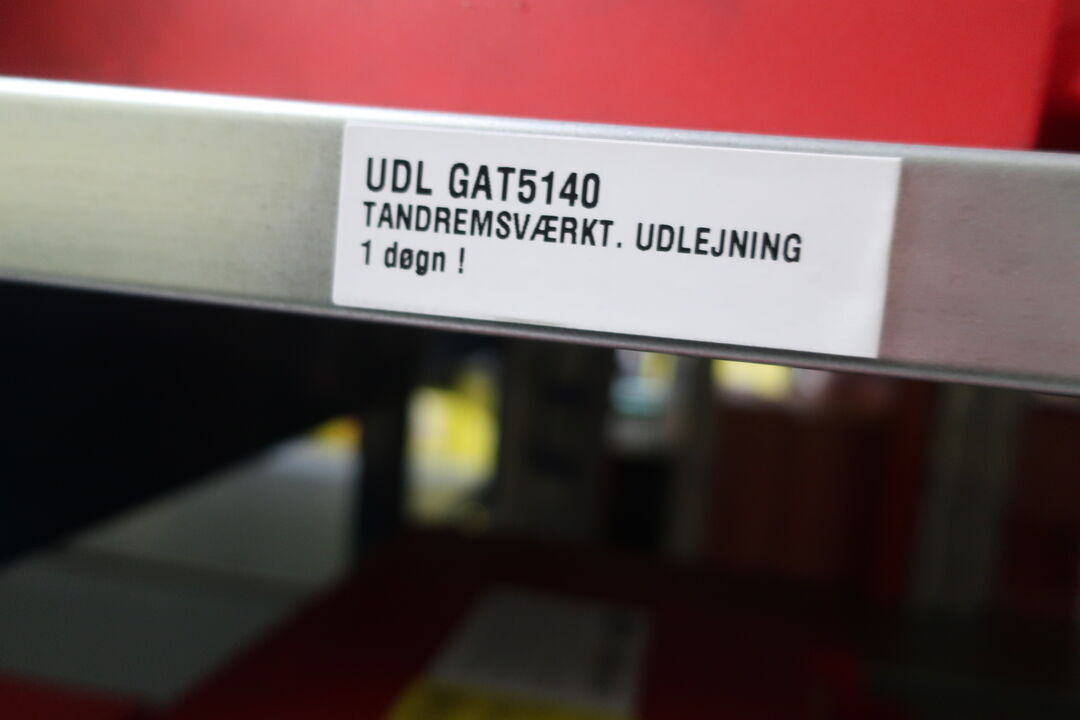 UDL GAT5140
TANDREMSVÆRKT. UDLEJNING
1 døgn !